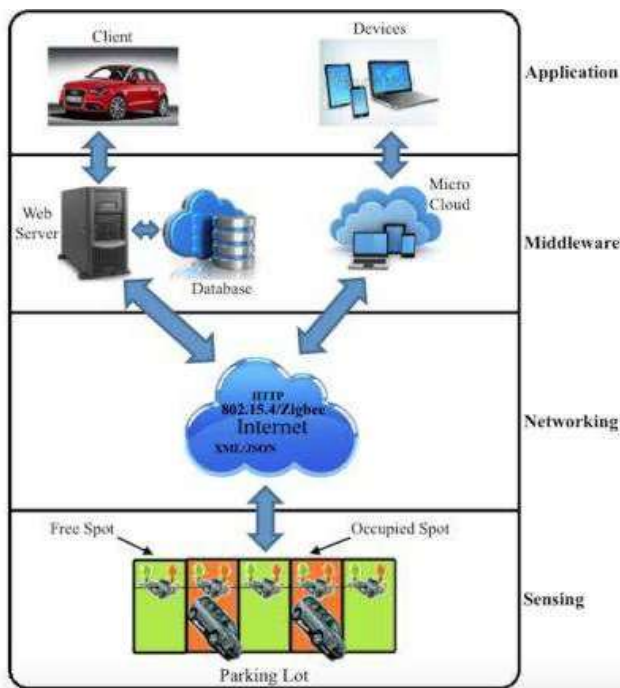 Client
Devices
Application
Web
Server
Database
Micro
Cloud
Middleware
HTTP
802.15.4/Zigbee
Internet
XML/JSON
Networking
Free Spot
Occupied Spot
Sensing
Parking Lot